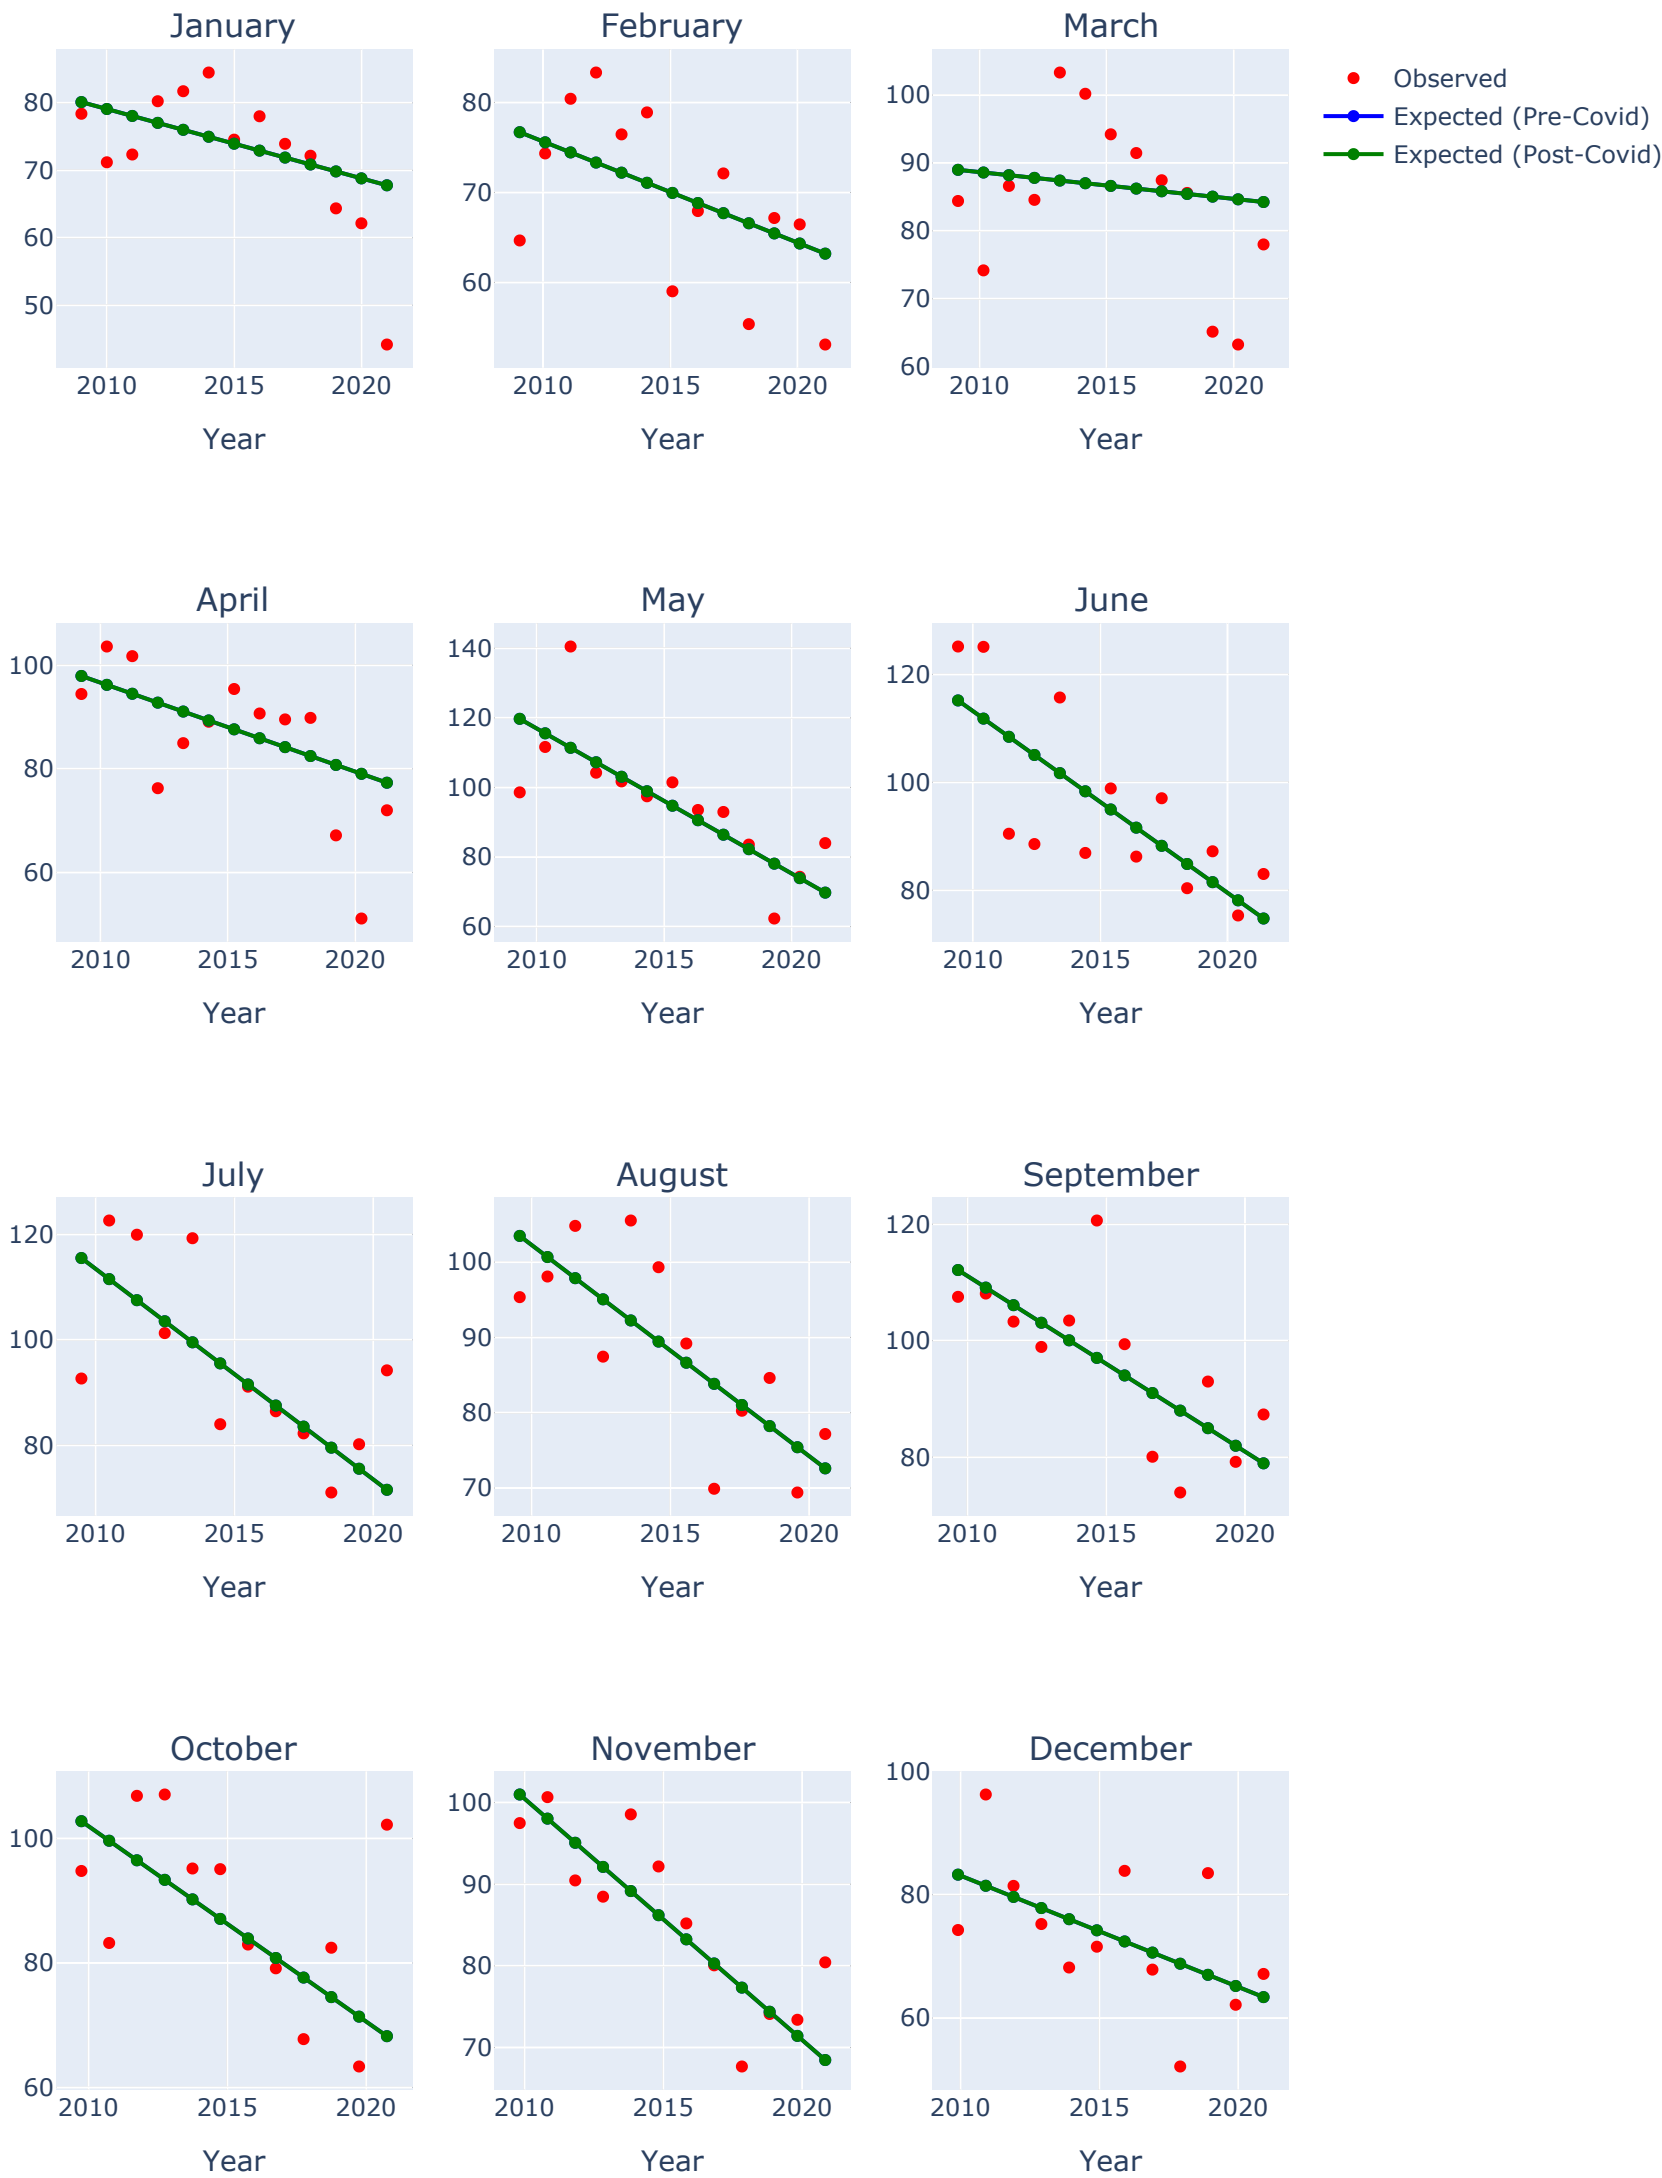 January
February
March
80
70
60
50
2010
2015
2020
Year
80
70
60
2010
2015
2020
Year
100
90
80
70
60
2010
2015
2020
Year
Observed
Expected (Pre-Covid)
Expected (Post-Covid)
April
May
June
100
80
60
2010
2015
2020
Year
140
120
100
80
60
2010
2015
2020
Year
120
100
80
2010
2015
2020
Year
July
August
September
120
100
80
2010
2015
2020
Year
100
90
80
70
2010
2015
2020
Year
120
100
80
2010
2015
2020
Year
October
November
December
100
80
60
2010
2015
2020
Year
100
90
80
70
2010
2015
2020
Year
100
80
60
2010
2015
2020
Year